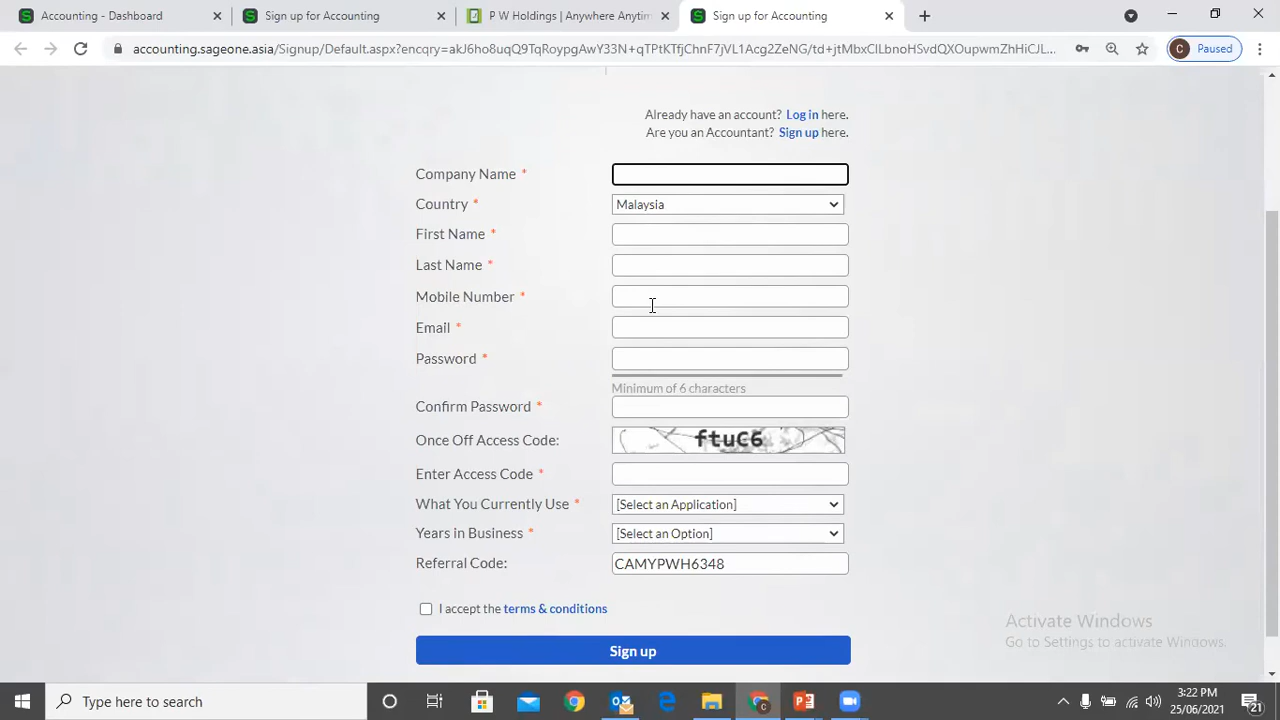 Accounting - Dashboard
Sign up for Accounting
P W Holdings | Anywhere Anytim
Sign up for Accounting
accounting.sageone.asia/Signup/Default.aspx?encqry=akJ6h
C
Paused
Already have an account? Log in here.
Are you an Accountant? Sign up here.
Company Name *
Country * Malaysia
First Name *
Last Name *
Mobile Number *
Email *
Password *
Minimum of 6 characters
Confirm Password *
Once Off Access Code: ftuC6
Enter Access Code *
What You Currently Use * [Select an Application]
Years in Business * [Select an Option]
Referral Code: CAMYPWH6348
I accept the terms & conditions
Activate Windows
Go to Settings to activate Windows.
Sign up
Type here to search
3:22 PM
25/06/2021
21